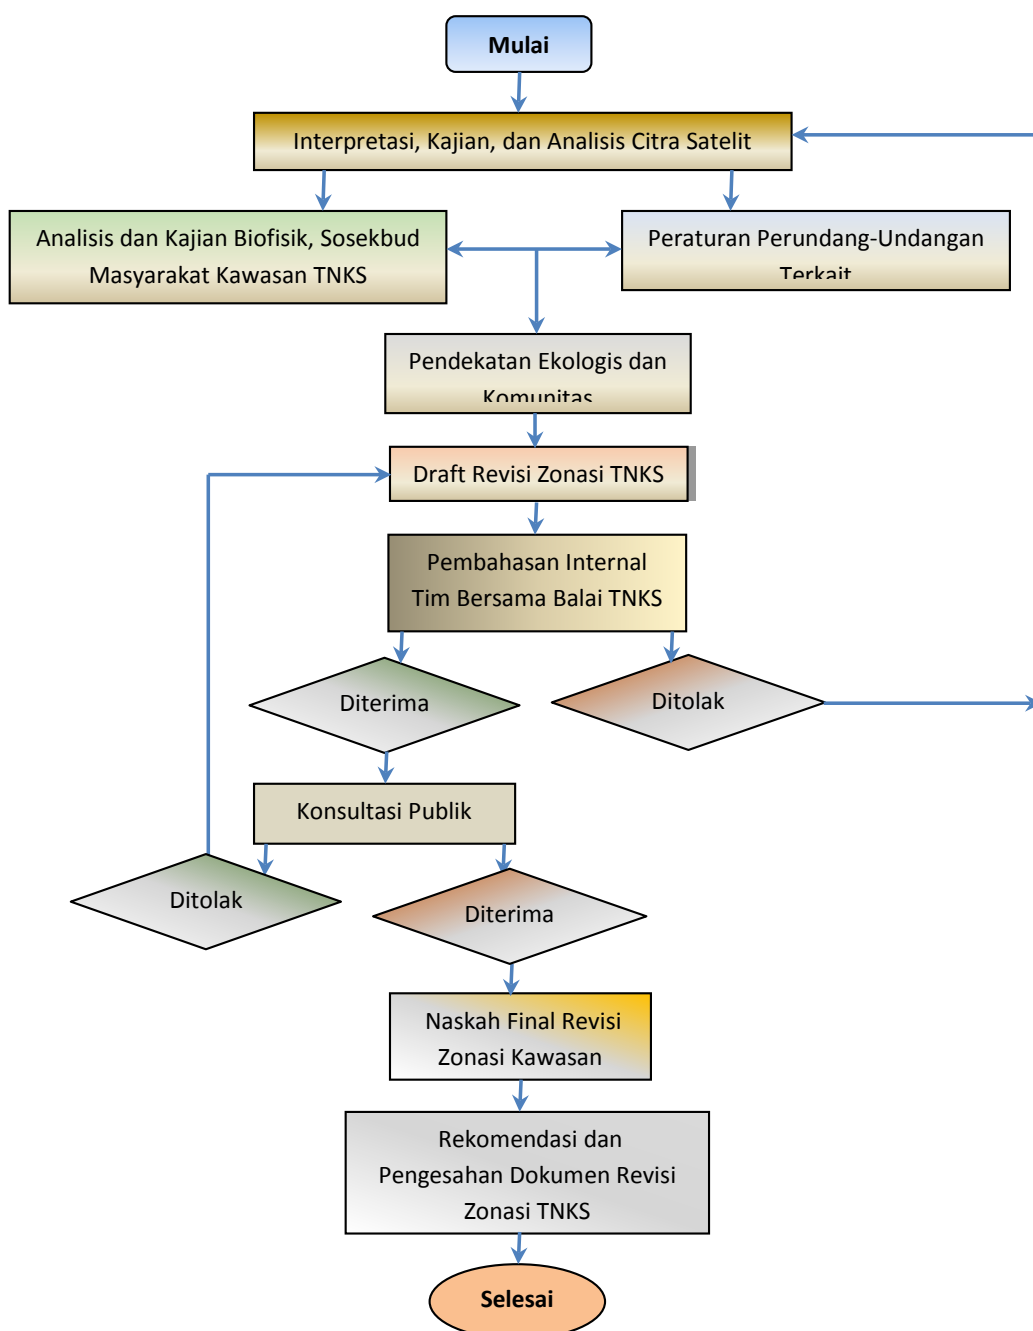 Mulai
Interpretasi, Kajian, dan Analisis Citra Satelit
Analisis dan Kajian Biofisik, Sosekbud
Masyarakat Kawasan TNKS
Peraturan Perundang-Undangan
Terkait
Pendekatan Ekologis dan
Komunitas
Draft Revisi Zonasi TNKS
Pembahasan Internal
Tim Bersama Balai TNKS
Diterima
Ditolak
Konsultasi Publik
Ditolak
Diterima
Naskah Final Revisi
Zonasi Kawasan
Rekomendasi dan
Pengesahan Dokumen Revisi
Zonasi TNKS
Selesai